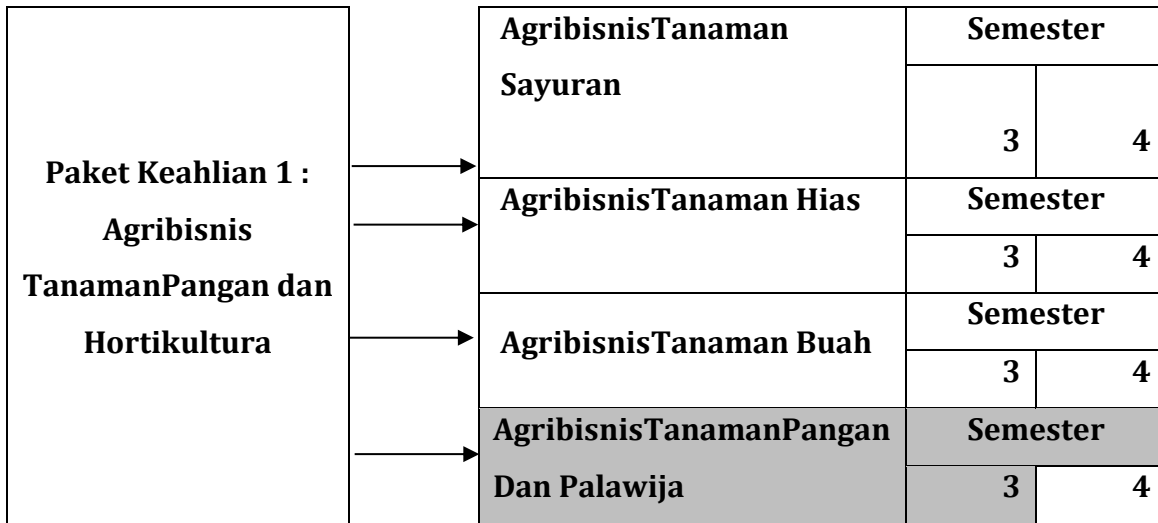 Paket Keahlian 1 :
Agribisnis
TanamanPangan dan
Hortikultura
AgribisnisTanaman
Sayuran
Semester
3 4
AgribisnisTanaman Hias
Semester
3 4
AgribisnisTanaman Buah
Semester
3 4
AgribisnisTanamanPangan
Dan Palawija
Semester
3 4